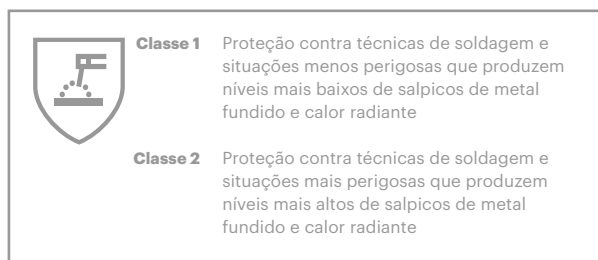 Classe 1 Proteção contra técnicas de soldagem e
situações menos perigosas que produzem
níveis mais baixos de salpicos de metal
fundido e calor radiante
Classe 2 Proteção contra técnicas de soldagem e
situações mais perigosas que produzem
níveis mais altos de salpicos de metal
fundido e calor radiante